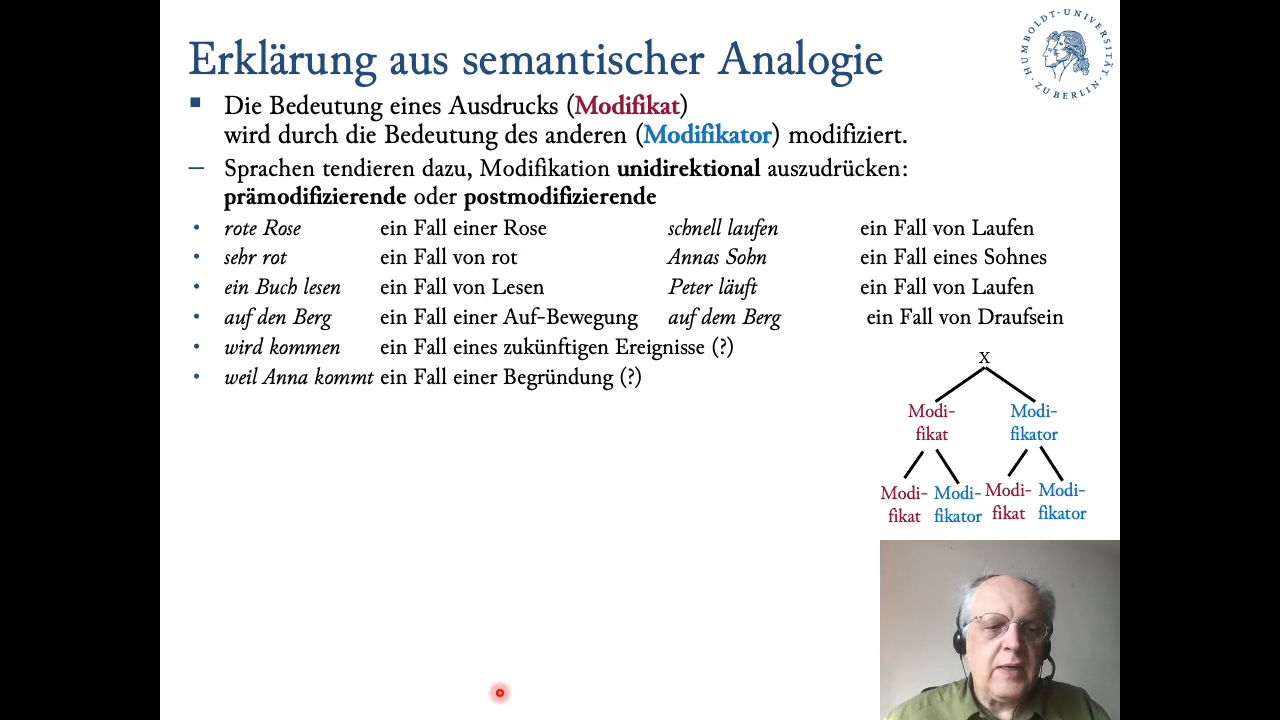 Erklärung aus semantischer Analogie
HUMBOLDT-UNIVERSITÄT ZU BERLIN
Die Bedeutung eines Ausdrucks (Modifikat)
wird durch die Bedeutung des anderen (Modifikator) modifiziert.
Sprachen tendieren dazu, Modifikation unidirektional auszudrücken:
prämodifizierende oder postmodifizierende
rote Rose ein Fall einer Rose schnell laufen ein Fall von Laufen
sehr rot ein Fall von rot Annas Sohn ein Fall eines Sohnes
ein Buch lesen ein Fall von Lesen Peter läuft ein Fall von Laufen
auf den Berg ein Fall einer Auf-Bewegung auf dem Berg ein Fall von Draufsein
wird kommen ein Fall eines zukünftigen Ereignisse (?)
weil Anna kommt ein Fall einer Begründung (?)
X
Modi- Modi-
fikat fikator
Modi- Modi- Modi- Modi-
fikat fikator fikat fikator